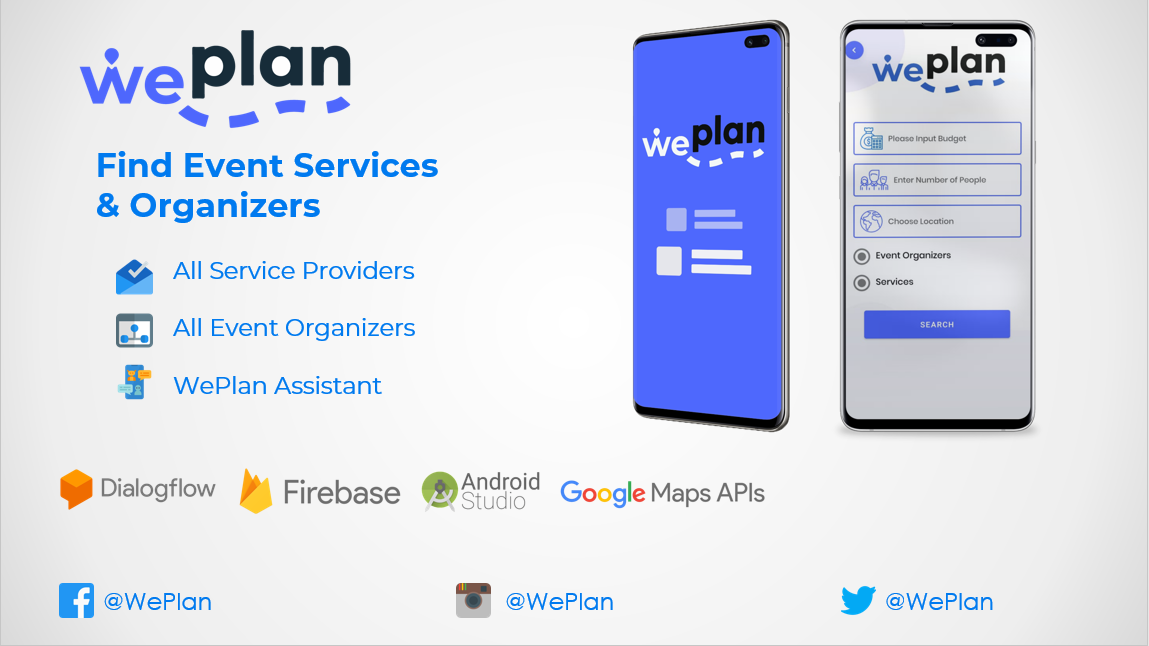 weplan
Find Event Services
& Organizers
All Service Providers
All Event Organizers
WePlan Assistant
weplan
weplan
Please Input Budget
Enter Number of People
Choose Location
Event Organizers
Services
SEARCH
Dialogflow
Firebase
Android
Studio
Google Maps APIs
@WePlan
@WePlan
@WePlan